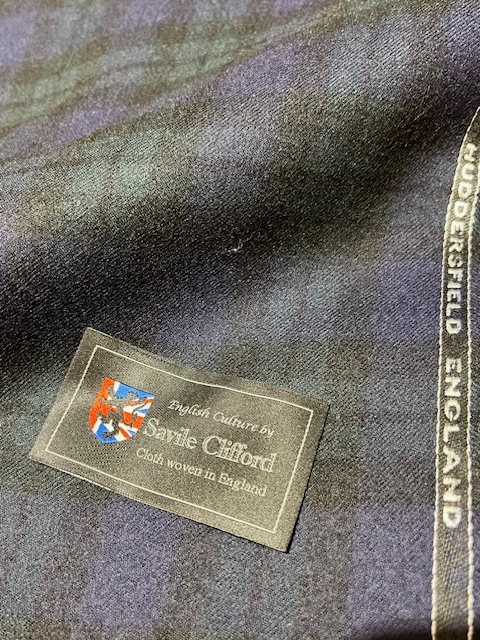 English Culture by
Savile Clifford
Cloth woven in England
HUDDERSFIELD ENGLAND